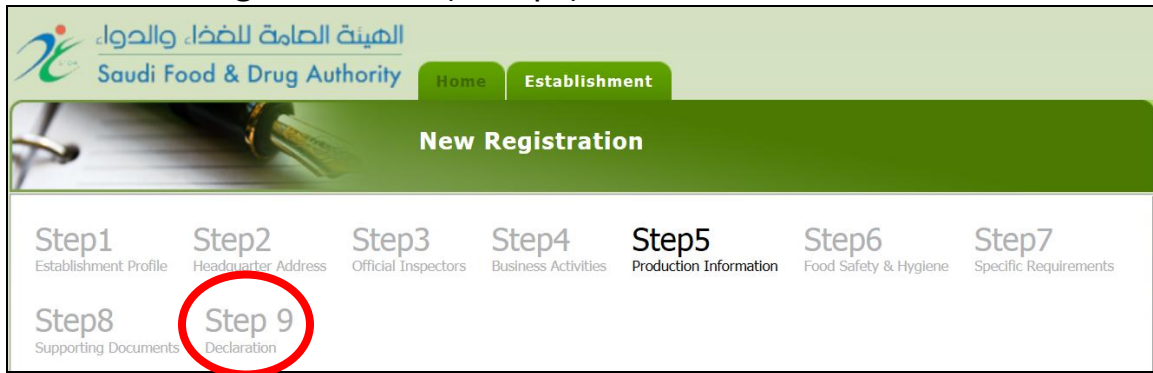 الهيئة العامة للغذاء والدواء
Saudi Food & Drug Authority
Home
Establishment
New Registration
Step1
Establishment Profile
Step2
Headquarter Address
Step3
Official Inspectors
Step4
Business Activities
Step5
Production Information
Step6
Food Safety & Hygiene
Step7
Specific Requirements
Step8
Supporting Documents
Step 9
Declaration